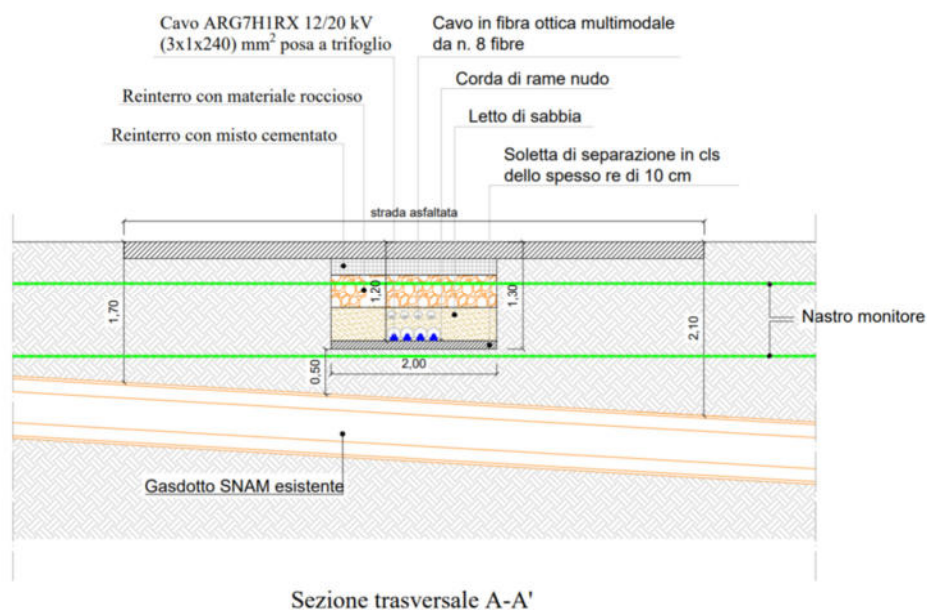 Cavo ARG7H1RX 12/20 kV
(3x1x240) mm² posa a trifoglio
Cavo in fibra ottica multimodale
da n. 8 fibre
Corda di rame nudo
Reinterro con materiale roccioso
Letto di sabbia
Reinterro con misto cementato
Soletta di separazione in cls
dello spesso re di 10 cm
strada asfaltata
1,70
1,20
1,30
2,10
Nastro monitore
0,50
2,00
Gasdotto SNAM esistente
Sezione trasversale A-A'